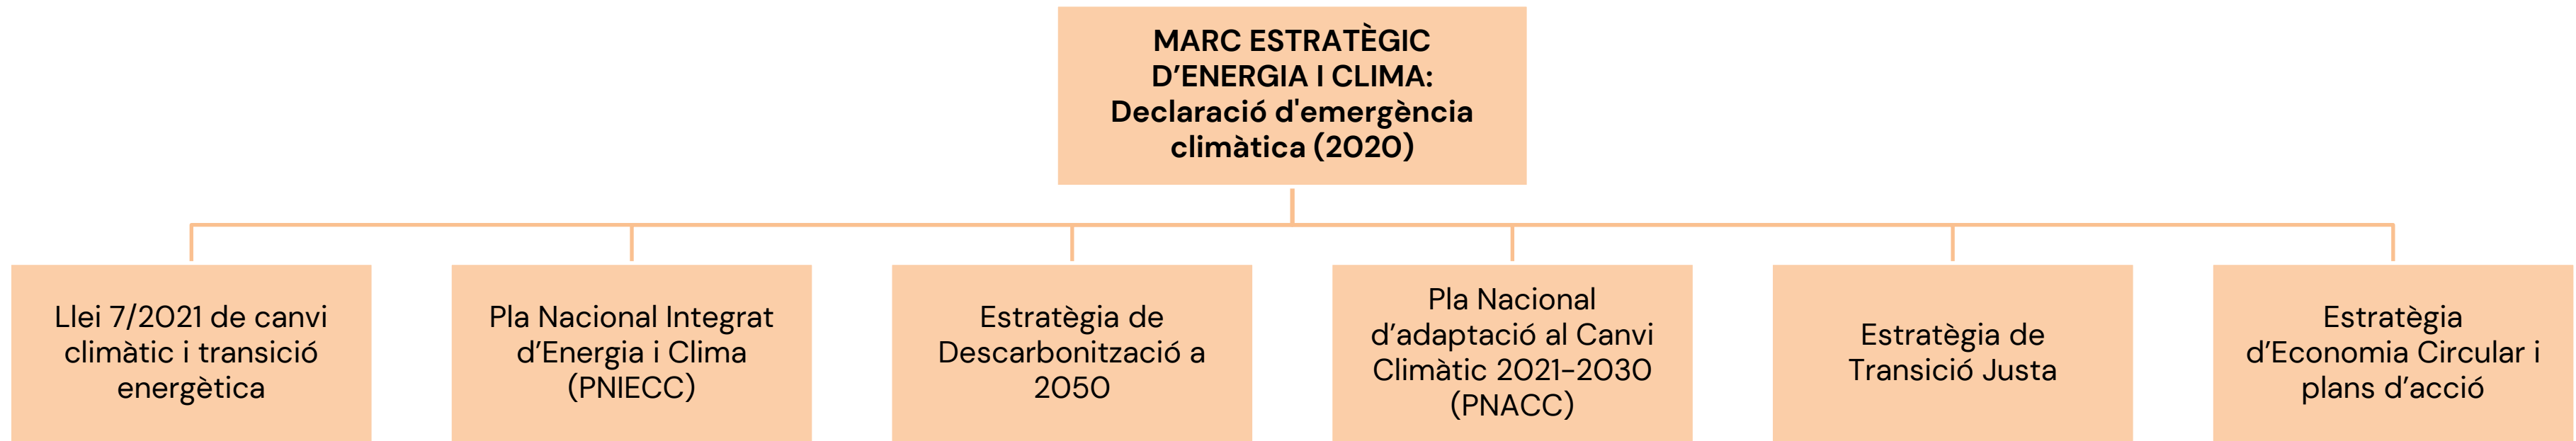 MARC ESTRATÈGIC
D’ENERGIA I CLIMA:
Declaració d'emergència
climàtica (2020)
Llei 7/2021 de canvi
climàtic i transició
energètica
Pla Nacional Integrat
d’Energia i Clima
(PNIECC)
Estratègia de
Descarbonització a
2050
Pla Nacional
d’adaptació al Canvi
Climàtic 2021-2030
(PNACC)
Estratègia de
Transició Justa
Estratègia
d’Economia Circular i
plans d’acció